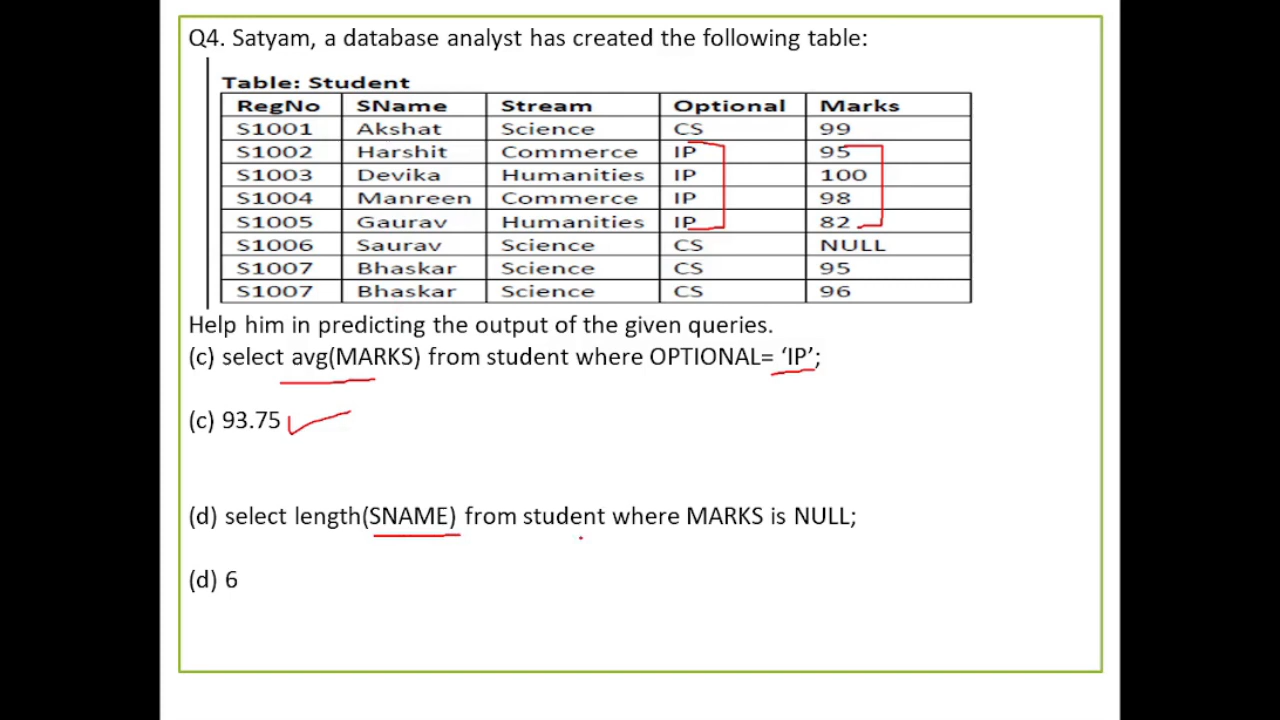 Q4. Satyam, a database analyst has created the following table:
Table: Student
RegNo SName Stream Optional Marks
S1001 Akshat Science CS 99
S1002 Harshit Commerce IP 95
S1003 Devika Humanities IP 100
S1004 Manreen Commerce IP 98
S1005 Gaurav Humanities IP 82
S1006 Saurav Science CS NULL
S1007 Bhaskar Science CS 95
S1007 Bhaskar Science CS 96
Help him in predicting the output of the given queries.
(c) select avg(MARKS) from student where OPTIONAL= ‘IP’;
(c) 93.75
(d) select length(SNAME) from student where MARKS is NULL;
(d) 6